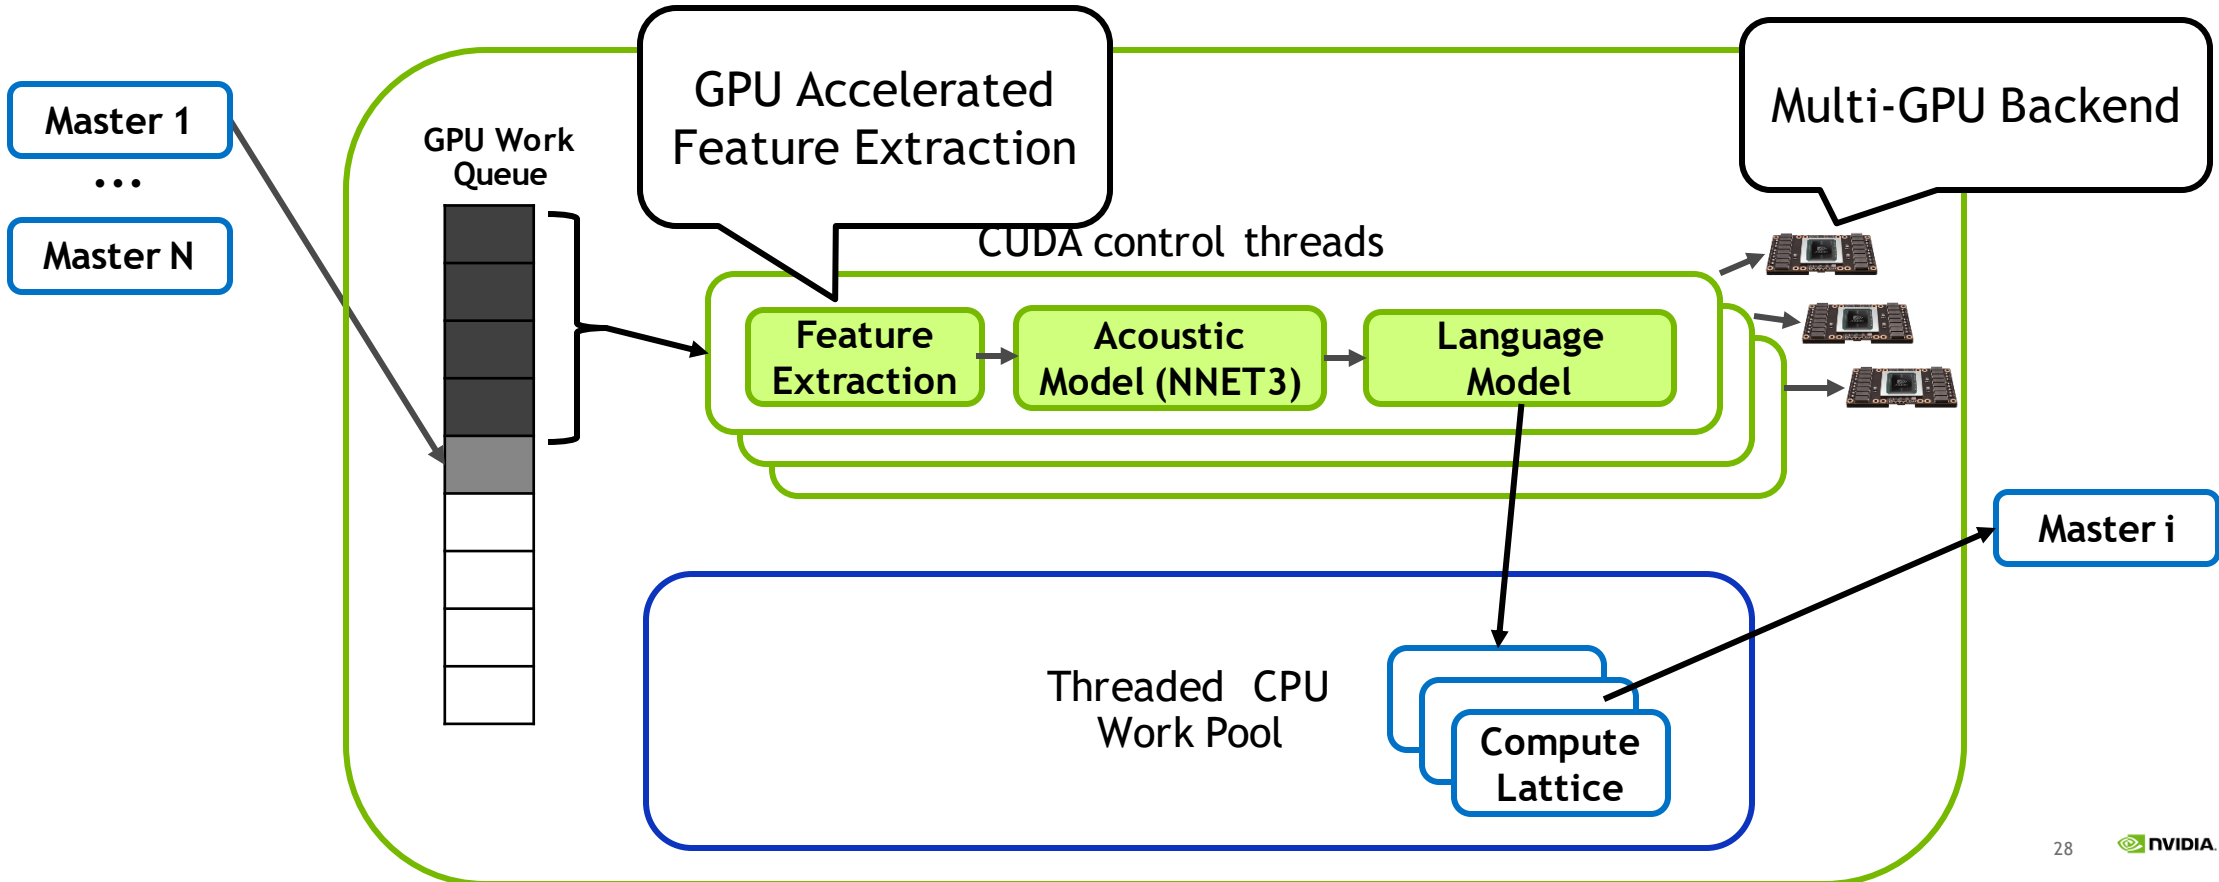 Master 1
...
Master N
GPU Work
Queue
GPU Accelerated
Feature Extraction
Multi-GPU Backend
CUDA control threads
Feature
Extraction
Acoustic
Model (NNET3)
Language
Model
Master i
Threaded CPU
Work Pool
Compute
Lattice
28
NVIDIA.